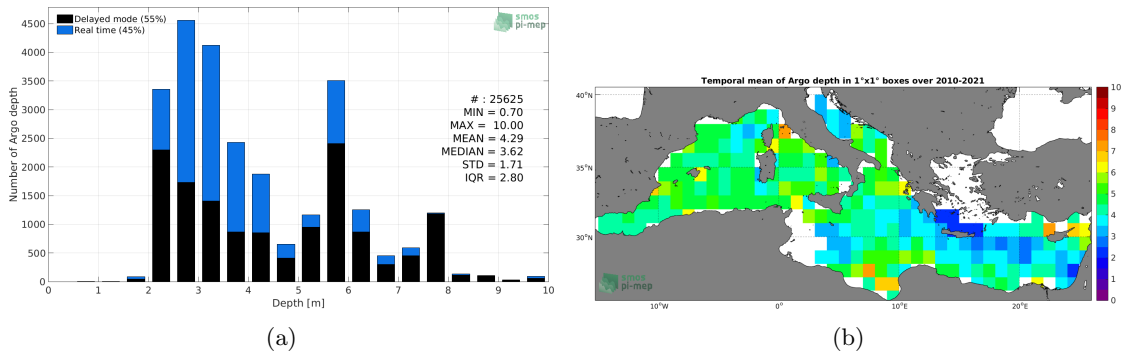 Delayed mode (55%)
Real time (45%)
smos
pi-mep
Number of Argo depth
4500
4000
3500
3000
2500
2000
1500
1000
500
0
# : 25625
MIN = 0.70
MAX = 10.00
MEAN = 4.29
MEDIAN = 3.62
STD = 1.71
IQR = 2.80
0 1 2 3 4 5 6 7 8 9 10
Depth [m]
(a)
Temporal mean of Argo depth in 1°x1° boxes over 2010-2021
40°N
35°N
30°N
smos
pi-mep
10°W 0° 10°E 20°E
10
9
8
7
6
5
4
3
2
1
0
(b)